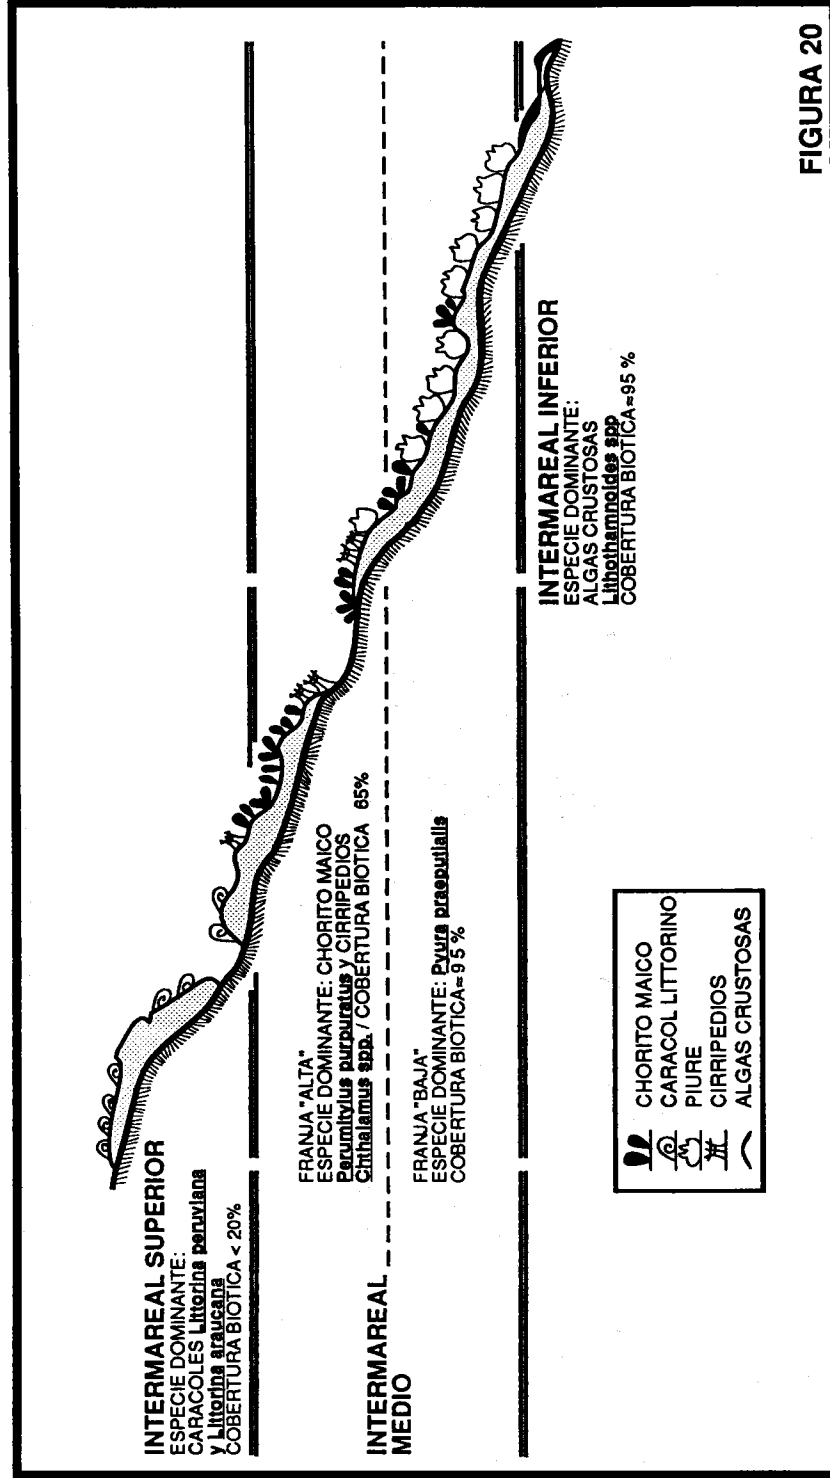 INTERMAREAL SUPERIOR
ESPECIE DOMINANTE:
CARACOLES Littorina peruviana
y Littorina araucana
COBERTURA BIOTICA < 20%
FRANJA "ALTA"
ESPECIE DOMINANTE: CHORITO MAICO
Perumitylus purpuratus y CIRRIPEDIOS
Chthalamus spp. / COBERTURA BIOTICA 65%
INTERMAREAL
MEDIO
FRANJA "BAJA"
ESPECIE DOMINANTE: Pyura praeputialis
COBERTURA BIOTICA≈95 %
INTERMAREAL INFERIOR
ESPECIE DOMINANTE:
ALGAS CRUSTOSAS
Lithothamnoides spp
COBERTURA BIOTICA≈95 %
CHORITO MAICO
CARACOL LITTORINO
PIURE
CIRRIPEDIOS
ALGAS CRUSTOSAS
FIGURA 20